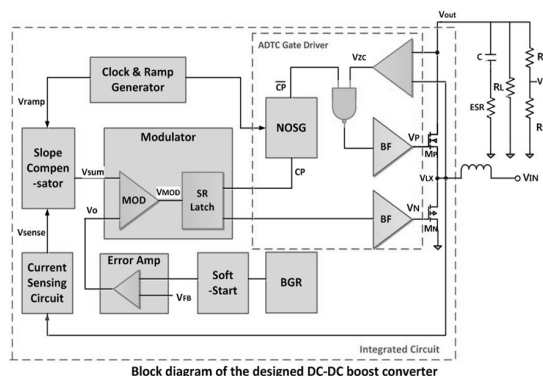 Vout
ADTC Gate Driver
Vzc
C
RL
R
V
ESR
R
Clock & Ramp
Generator
CP
Vramp
NOSG
Modulator
BF
VP
MP
Slope
Compen
-sator
Vsum
CP
VLX
VIN
MOD
VMOD
SR
Latch
Vo
BF
VN
MN
Vsense
Error Amp
Current
Sensing
Circuit
Soft
-Start
BGR
VFB
Integrated Circuit
Block diagram of the designed DC-DC boost converter